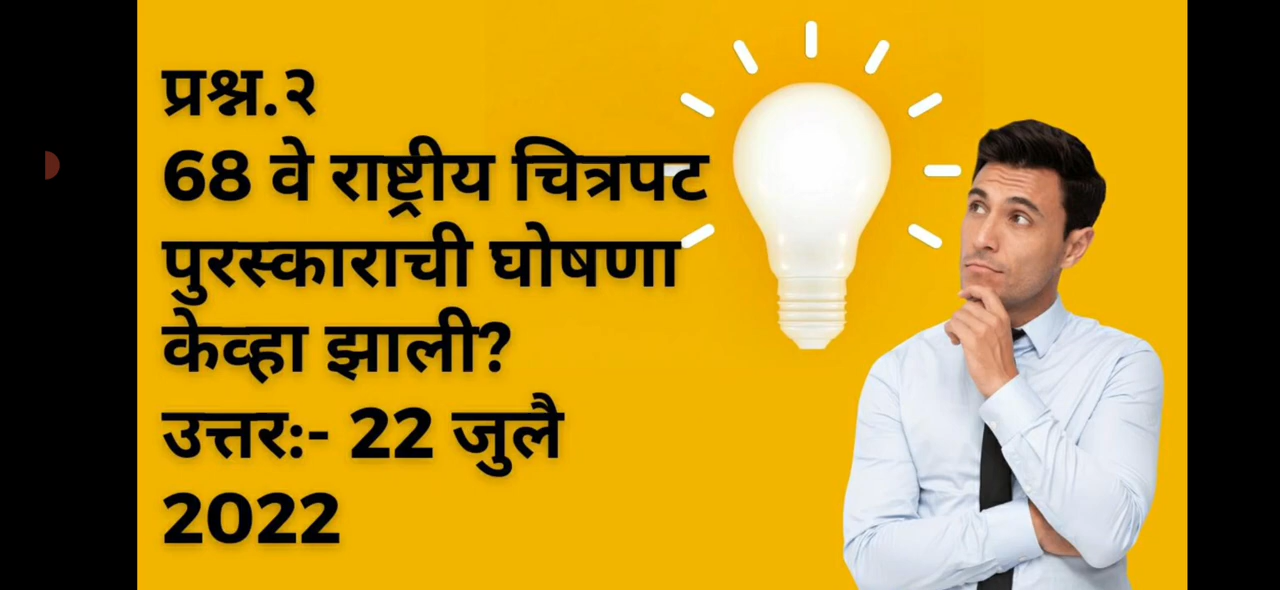 प्रश्न.२
68 वे राष्ट्रीय चित्रपट
पुरस्काराची घोषणा
केव्हा झाली?
उत्तर:- 22 जुलै
2022